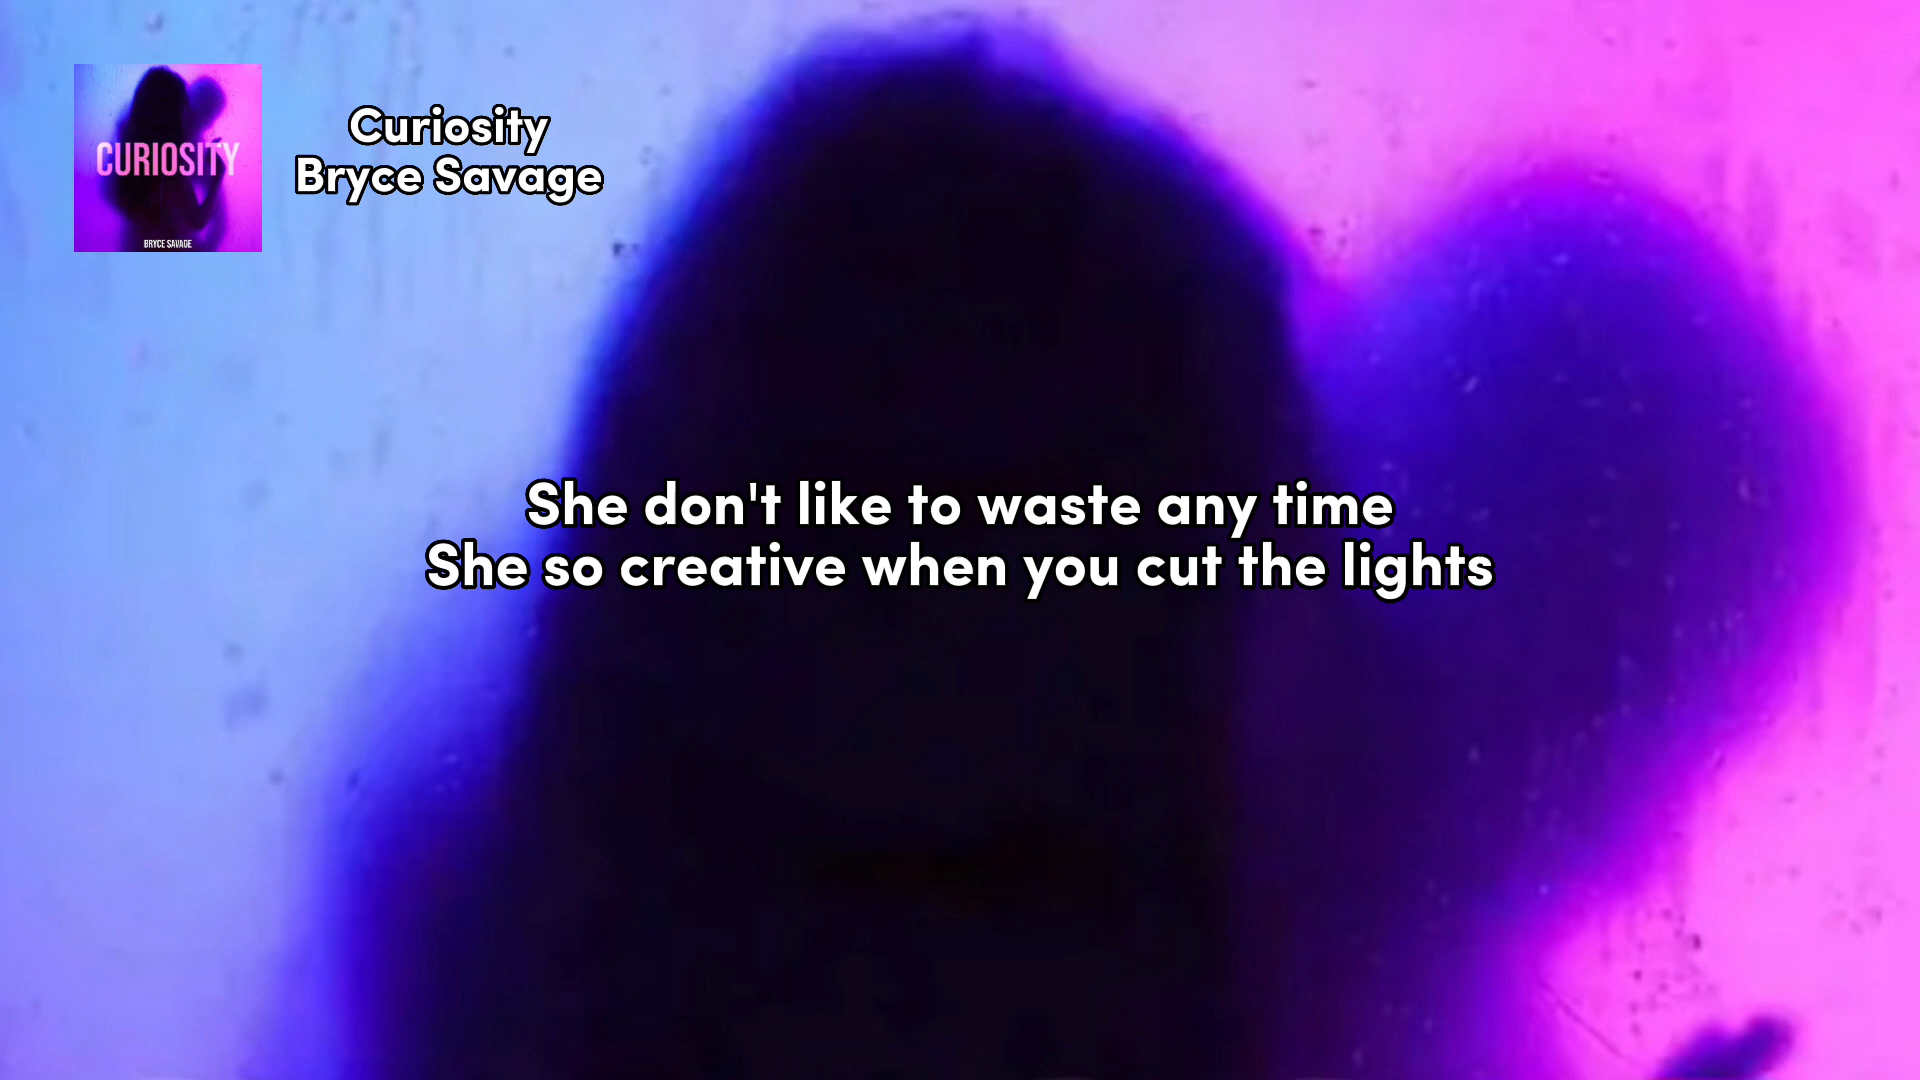 CURIOSITY
BRYCE SAVAGE
Curiosity
Bryce Savage
She don't like to waste any time
She so creative when you cut the lights